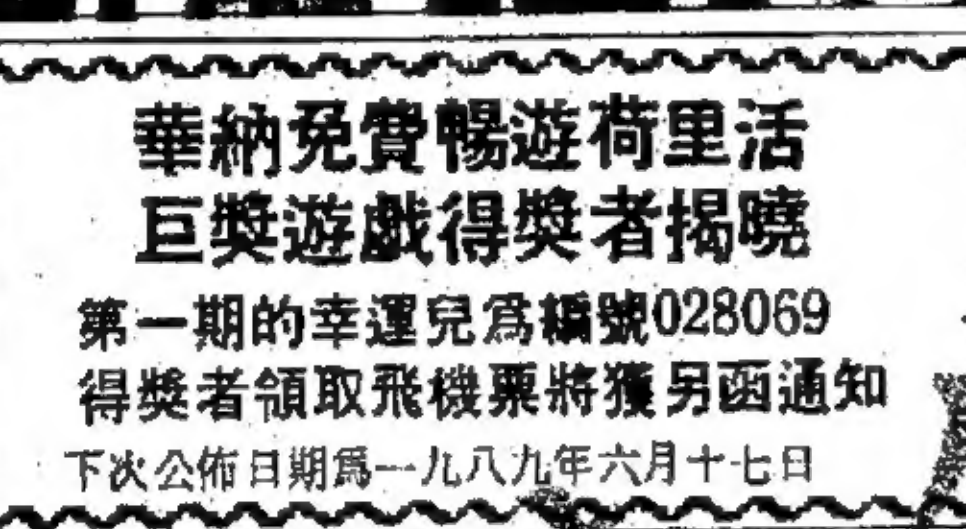 華納免費暢遊荷里活
巨獎遊戲得獎者揭曉
第一期的幸運兒爲編號028069
得獎者領取飛機票將獲另函通知
下次公佈日期爲一九八九年六月十七日